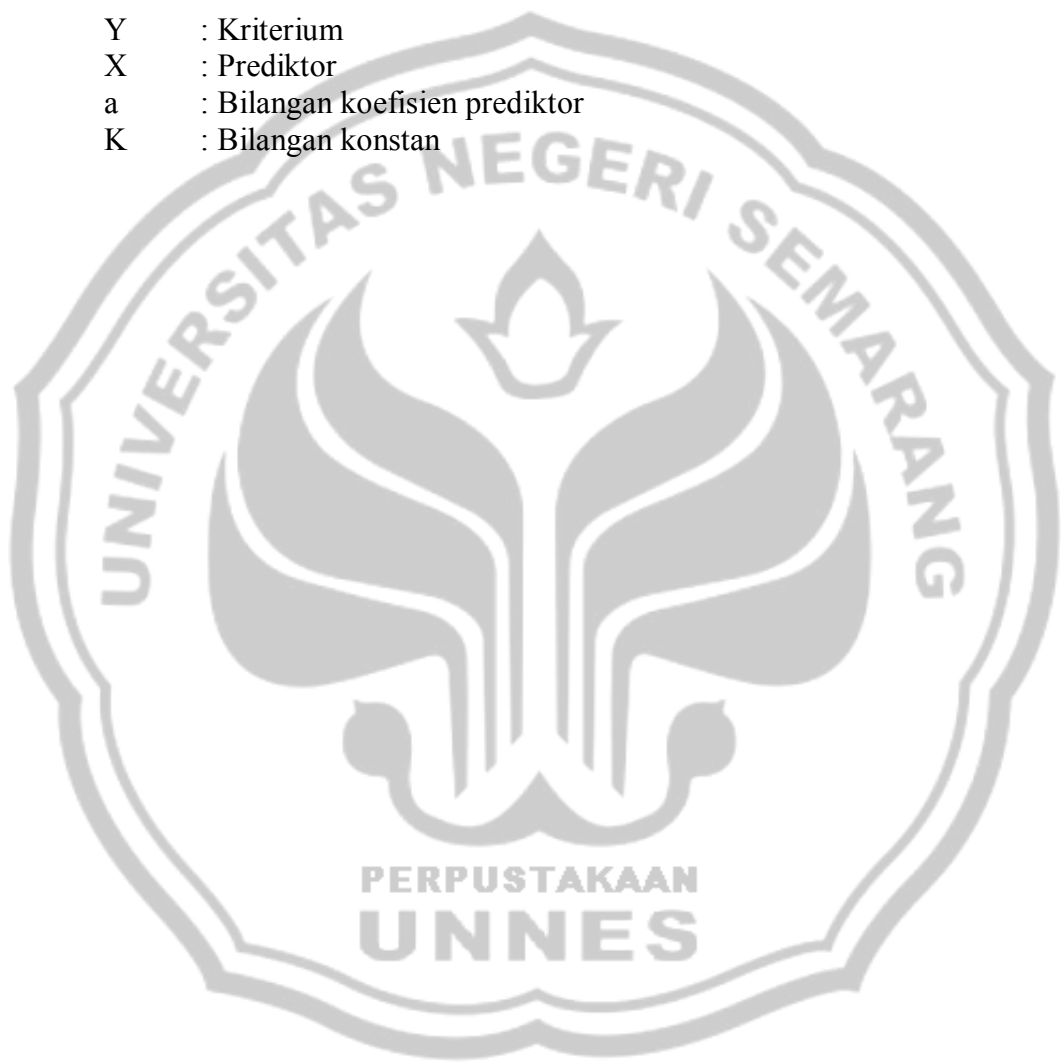 Y : Kriterium
X : Prediktor
a : Bilangan koefisien prediktor
K : Bilangan konstan
UNIVERSITAS NEGERI SEMARANG
PERPUSTAKAAN
UNNES